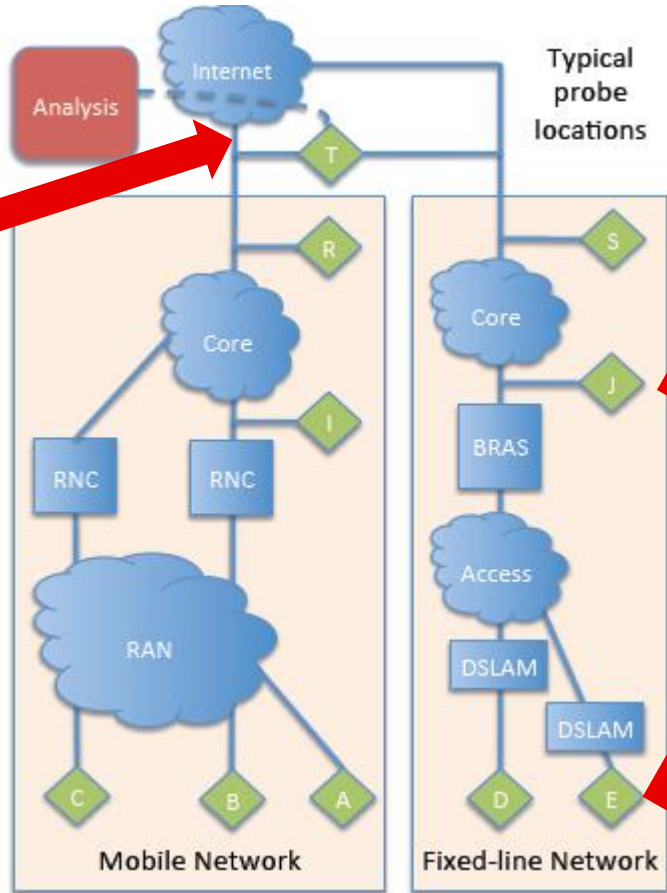 Internet
Typical
probe
locations
Analysis
T
R
S
Core
Core
J
I
RNC
RNC
BRAS
Access
RAN
DSLAM
DSLAM
C
B
A
D
E
Mobile Network
Fixed-line Network